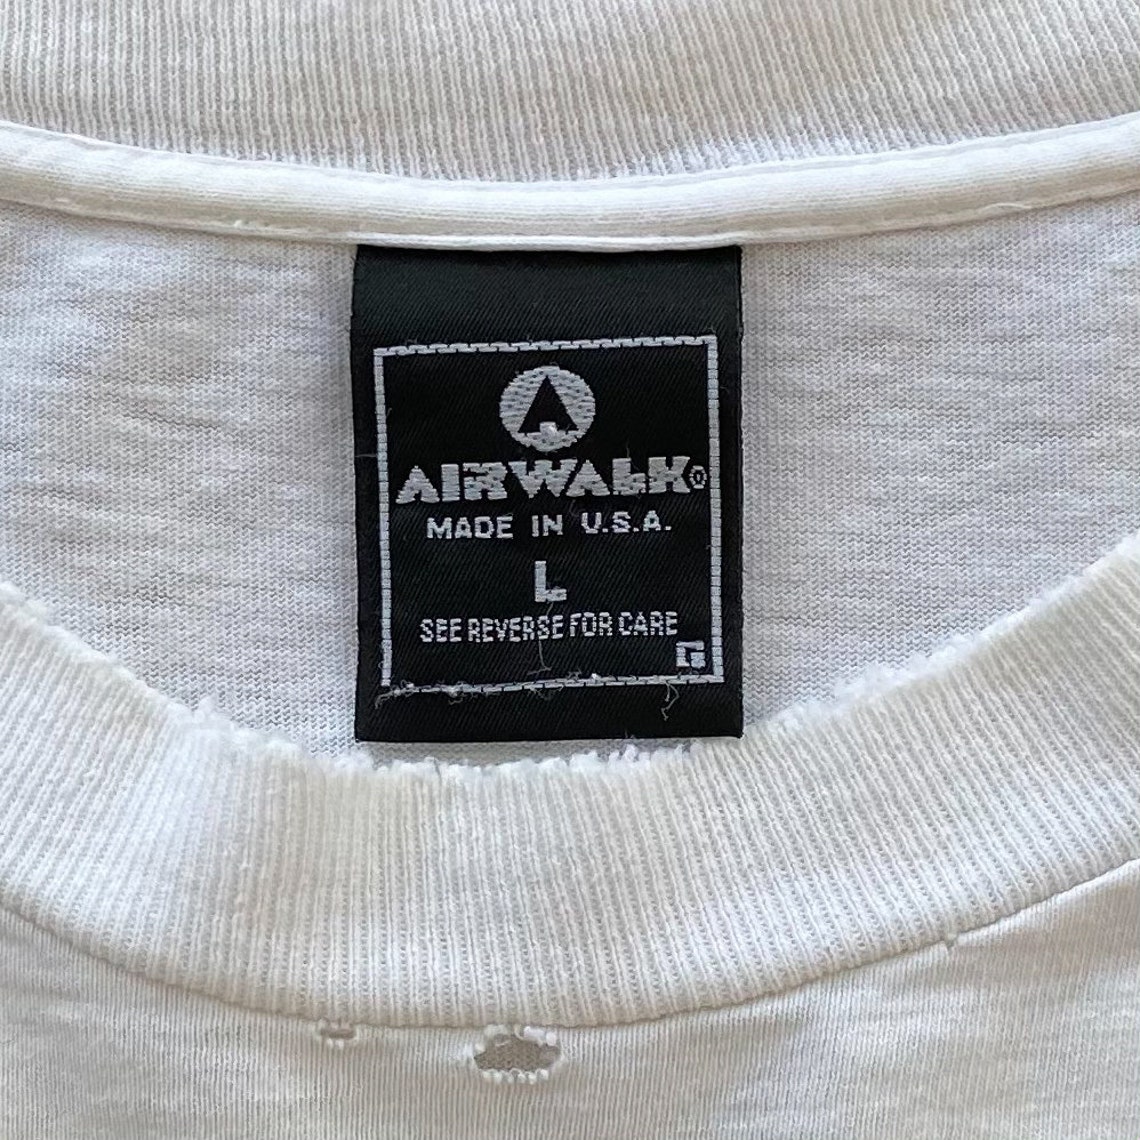 AIRWALK®
MADE IN U.S.A.
L
SEE REVERSE FOR CARE
G